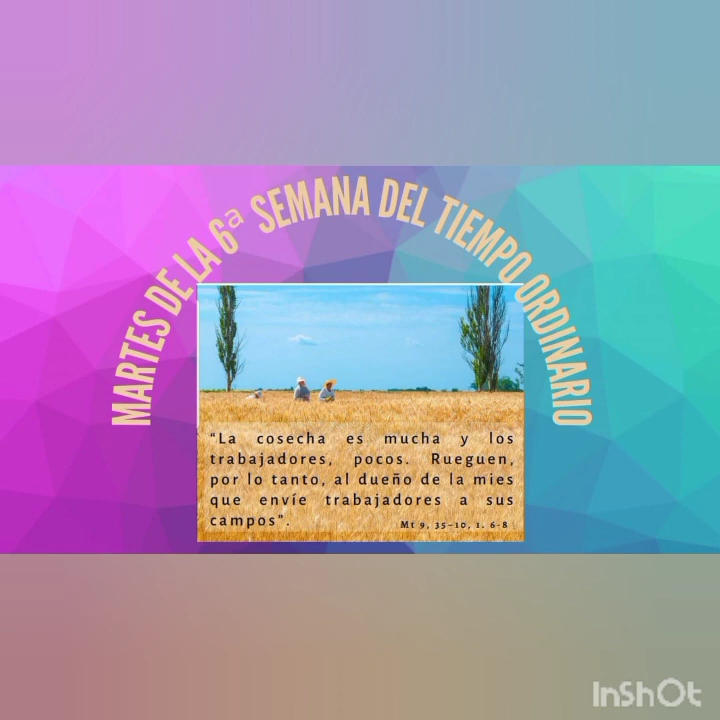 MARTES DE LA 6ª SEMANA DEL TIEMPO ORDINARIO
“La cosecha es mucha y los
trabajadores, pocos. Rueguen,
por lo tanto, al dueño de la mies
que envíe trabajadores a sus
campos”.
Mt 9, 35-10, 1. 6-8
InShOt